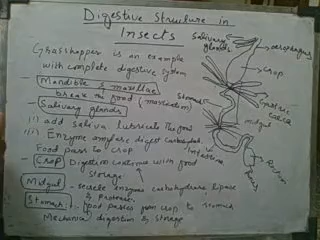 Digestive Structure in
Insects
Salivary
glands
oesophagus
Grasshopper is an example
with complete digestive system
crop
- Mandible & maxillae
break the food (mastication)
Gastric
caeca
- Salivary glands
Stomach
midgut
(i) add Saliva lubricate the food
(ii) Enzyme amylase digest carbohydrate
Food pass to crop
Intestine
Rectum
- Crop Digestion continue with food
storage
Midgut - Secrete enzyme carbohydrase lipase
& protease.
Stomach:- food passes from crop to stomach
Mechanical digestion & storage